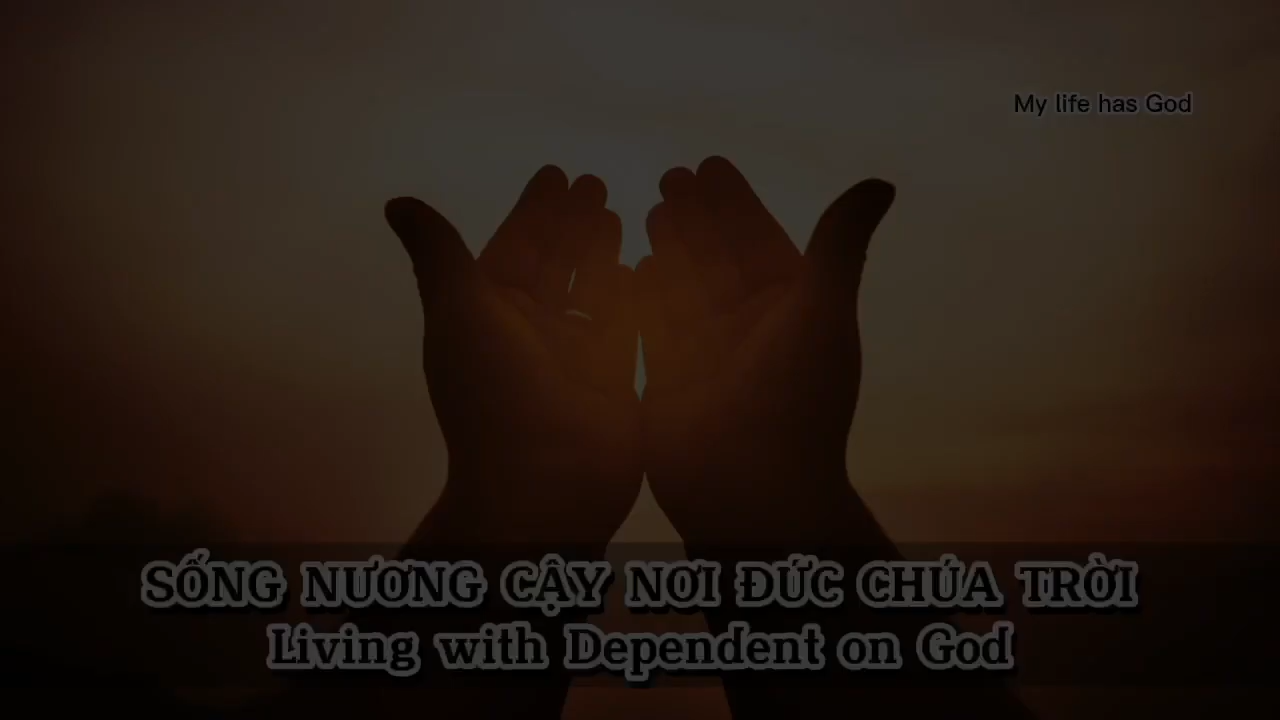 My life has God
SỐNG NƯƠNG CẬY NƠI ĐỨC CHÚA TRỜI
Living with Dependent on God